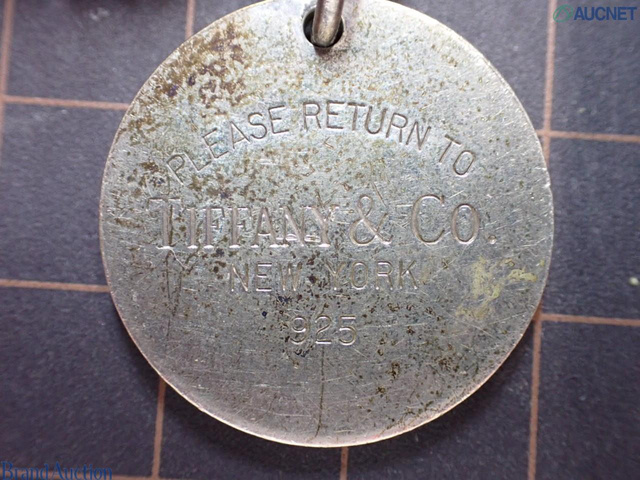 AUCNET
PLEASE RETURN TO
TIFFANY & CO.
NEW YORK
925
Brand Auction